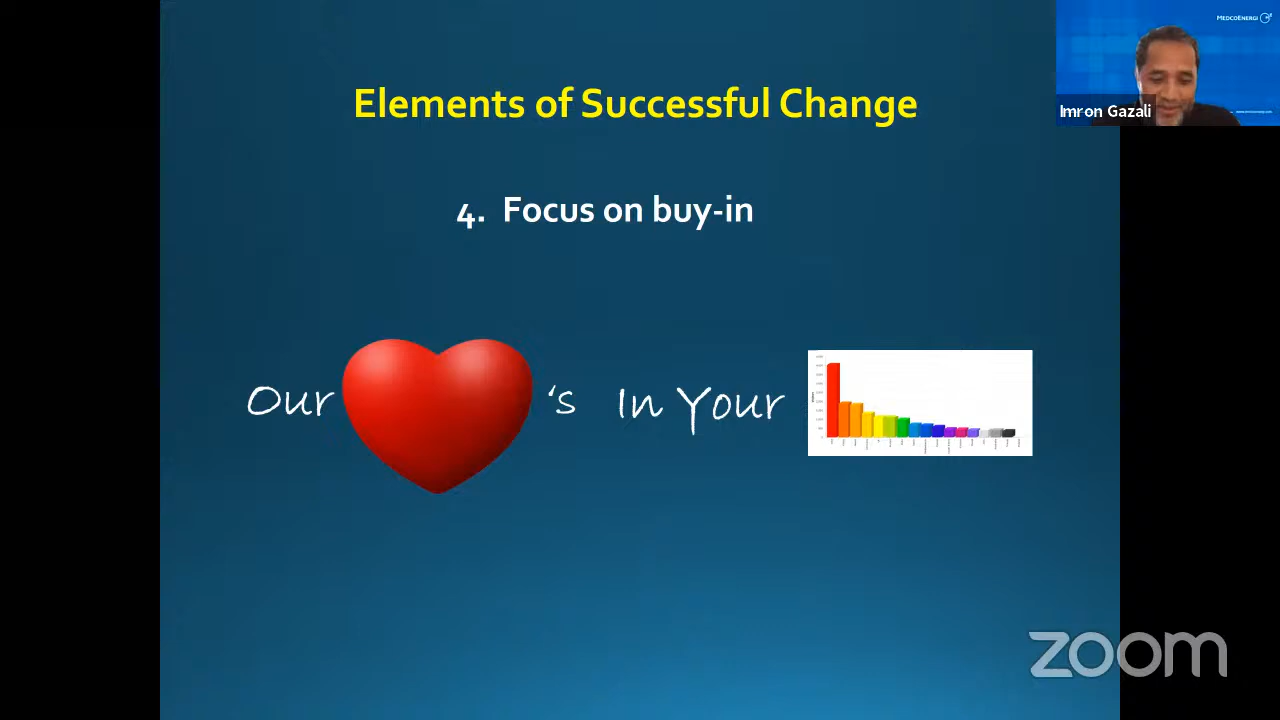 MEDCOENERGI
Elements of Successful Change
Imron Gazali
4. Focus on buy-in
Our 's In Your
zoom